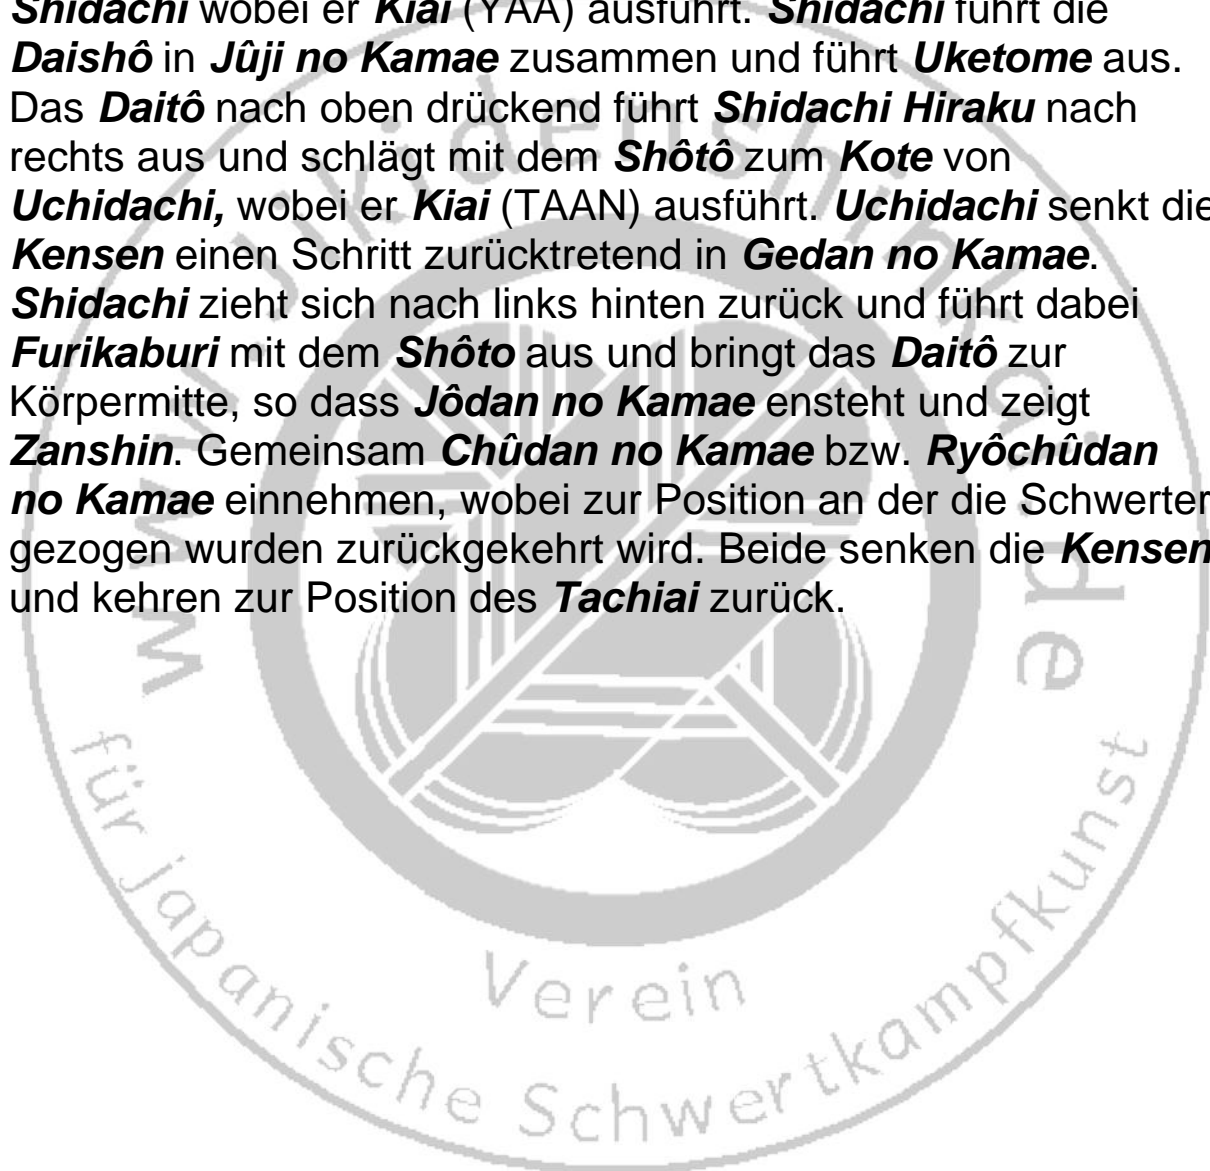 Shidachi wobei er Kiai (YAA) ausführt. Shidachi führt die
Daishô in Jûji no Kamae zusammen und führt Uketome aus.
Das Daitô nach oben drückend führt Shidachi Hiraku nach
rechts aus und schlägt mit dem Shôtô zum Kote von
Uchidachi, wobei er Kiai (TAAN) ausführt. Uchidachi senkt die
Kensen einen Schritt zurücktretend in Gedan no Kamae.
Shidachi zieht sich nach links hinten zurück und führt dabei
Furikaburi mit dem Shôto aus und bringt das Daitô zur
Körpermitte, so dass Jôdan no Kamae ensteht und zeigt
Zanshin. Gemeinsam Chûdan no Kamae bzw. Ryôchûdan
no Kamae einnehmen, wobei zur Position an der die Schwerter
gezogen wurden zurückgekehrt wird. Beide senken die Kensen
und kehren zur Position des Tachiai zurück.
Verein
für japanische Schwertkampfkunst